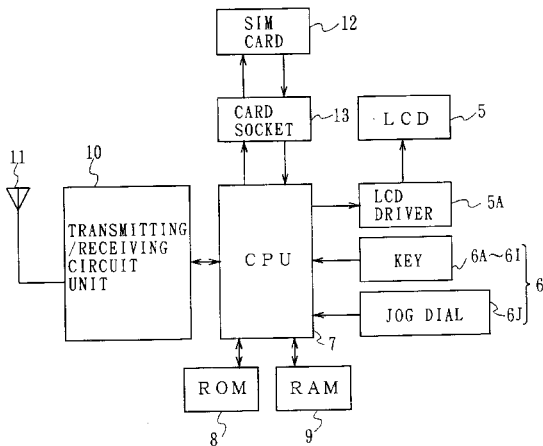 SIM
CARD
12
CARD
SOCKET
13
LCD
5
11
10
TRANSMITTING
/RECEIVING
CIRCUIT
UNIT
CPU
7
LCD
DRIVER
5A
KEY
6A~6I
6
JOG DIAL
6J
ROM
8
RAM
9